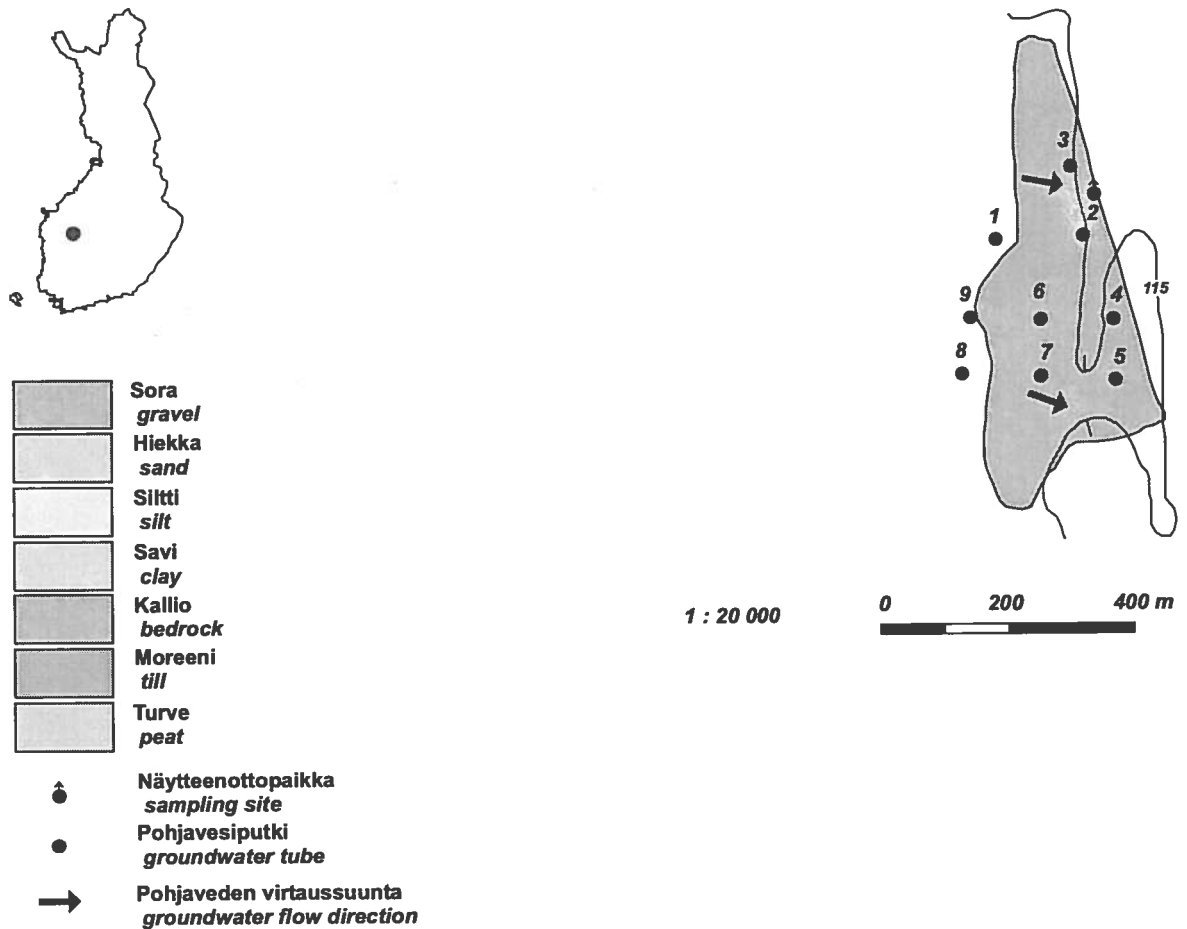 3
2
1
115
9
6
4
8
7
5
Sora
gravel
Hiekka
sand
Siltti
silt
Savi
clay
Kallio
bedrock
Moreeni
till
Turve
peat
1 : 20 000
0 200 400 m
Näytteenottopaikka
sampling site
Pohjavesiputki
groundwater tube
Pohjaveden virtaussuunta
groundwater flow direction